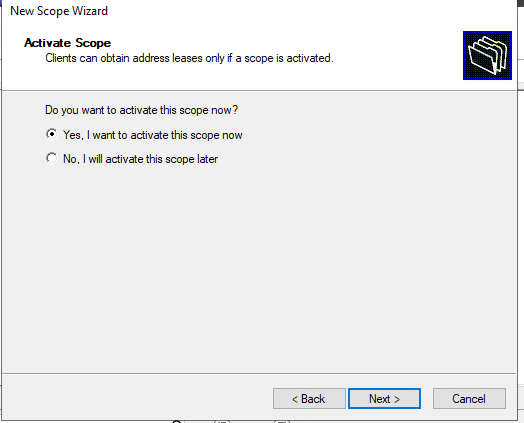 New Scope Wizard
Activate Scope
Clients can obtain address leases only if a scope is activated.
Do you want to activate this scope now?
Yes, I want to activate this scope now
No, I will activate this scope later
< Back
Next >
Cancel